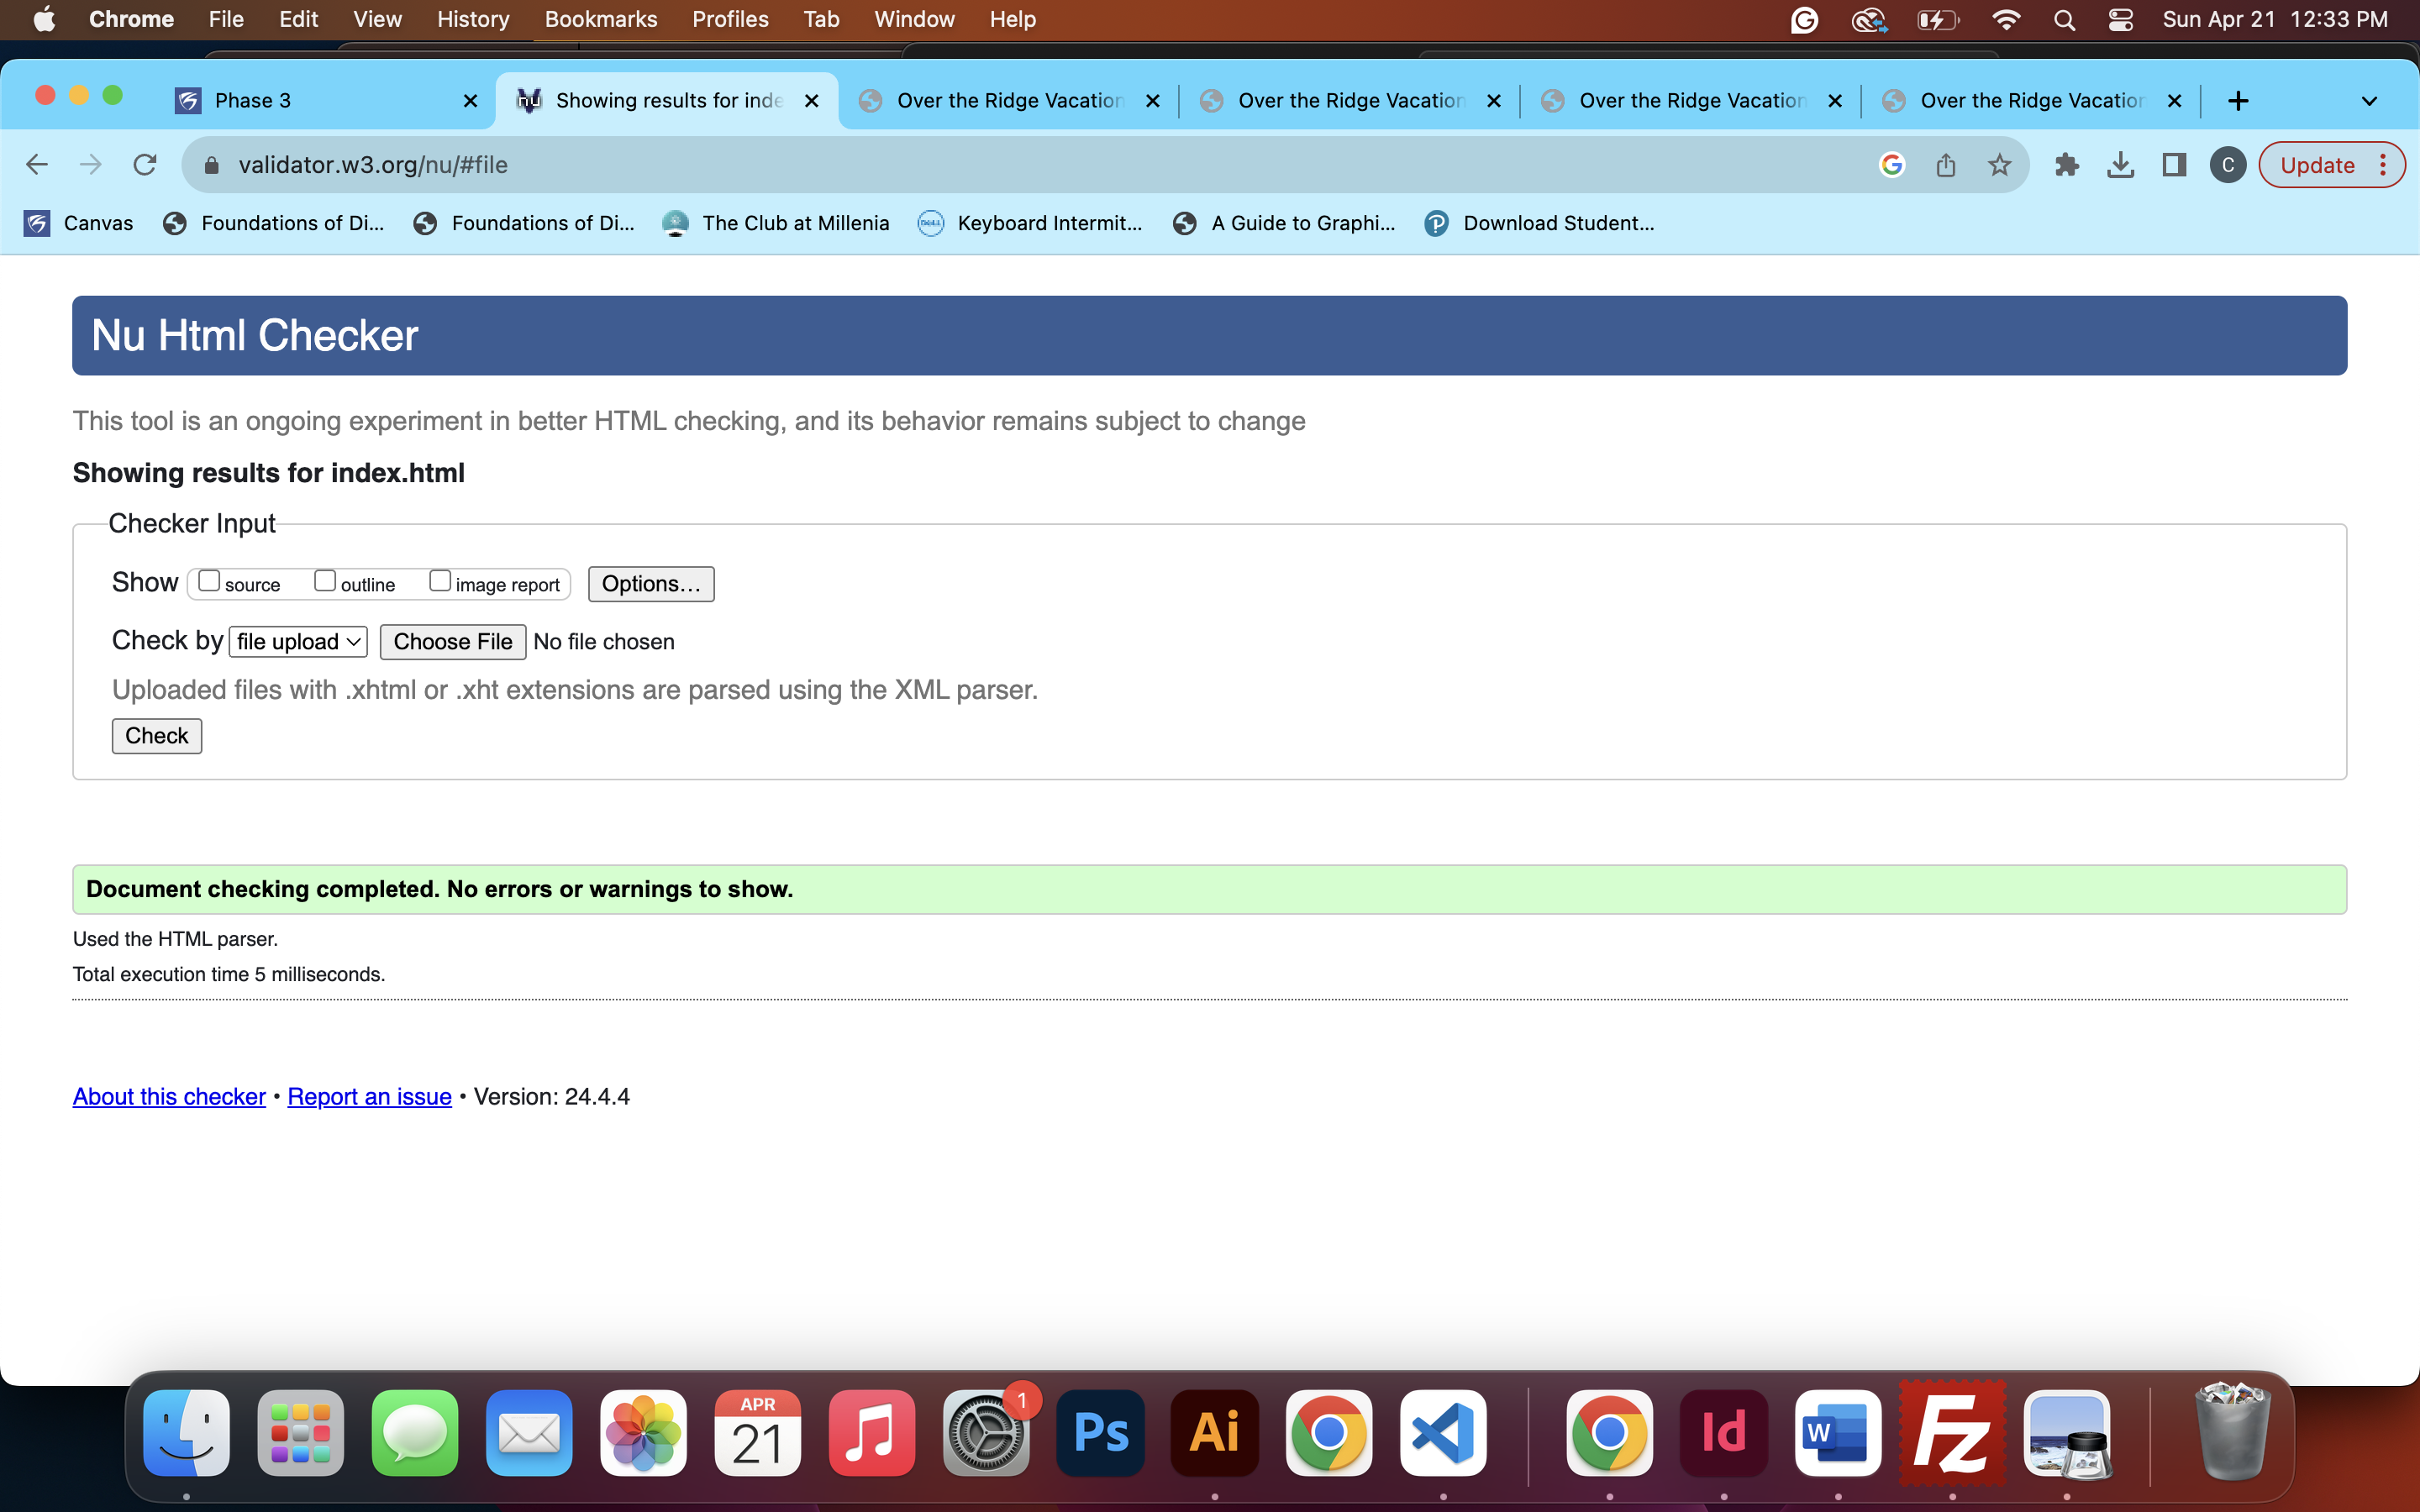 Chrome File Edit View History Bookmarks Profiles Tab Window Help Sun Apr 21 12:33 PM
Phase 3 Showing results for inde Over the Ridge Vacation Over the Ridge Vacation Over the Ridge Vacation Over the Ridge Vacation
validator.w3.org/nu/#file C Update
Canvas Foundations of Di... Foundations of Di... The Club at Millenia Keyboard Intermit... A Guide to Graphi... Download Student...
Nu Html Checker
This tool is an ongoing experiment in better HTML checking, and its behavior remains subject to change
Showing results for index.html
Checker Input
Show source outline image report Options...
Check by file upload Choose File No file chosen
Uploaded files with .xhtml or .xht extensions are parsed using the XML parser.
Check
Document checking completed. No errors or warnings to show.
Used the HTML parser.
Total execution time 5 milliseconds.
About this checker • Report an issue • Version: 24.4.4
APR 1
21 Ps Ai Id W Fz